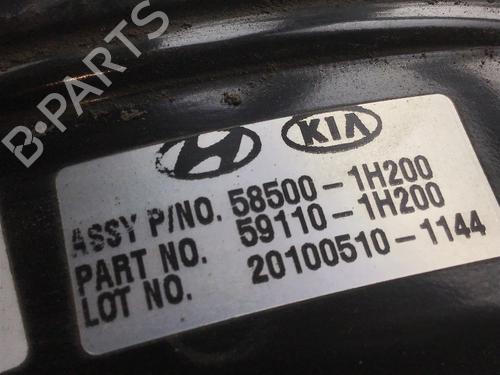 B-PARTS
KIA
ASSY P/NO. 58500-1H200
PART NO. 59110-1H200
LOT NO. 20100510-1144